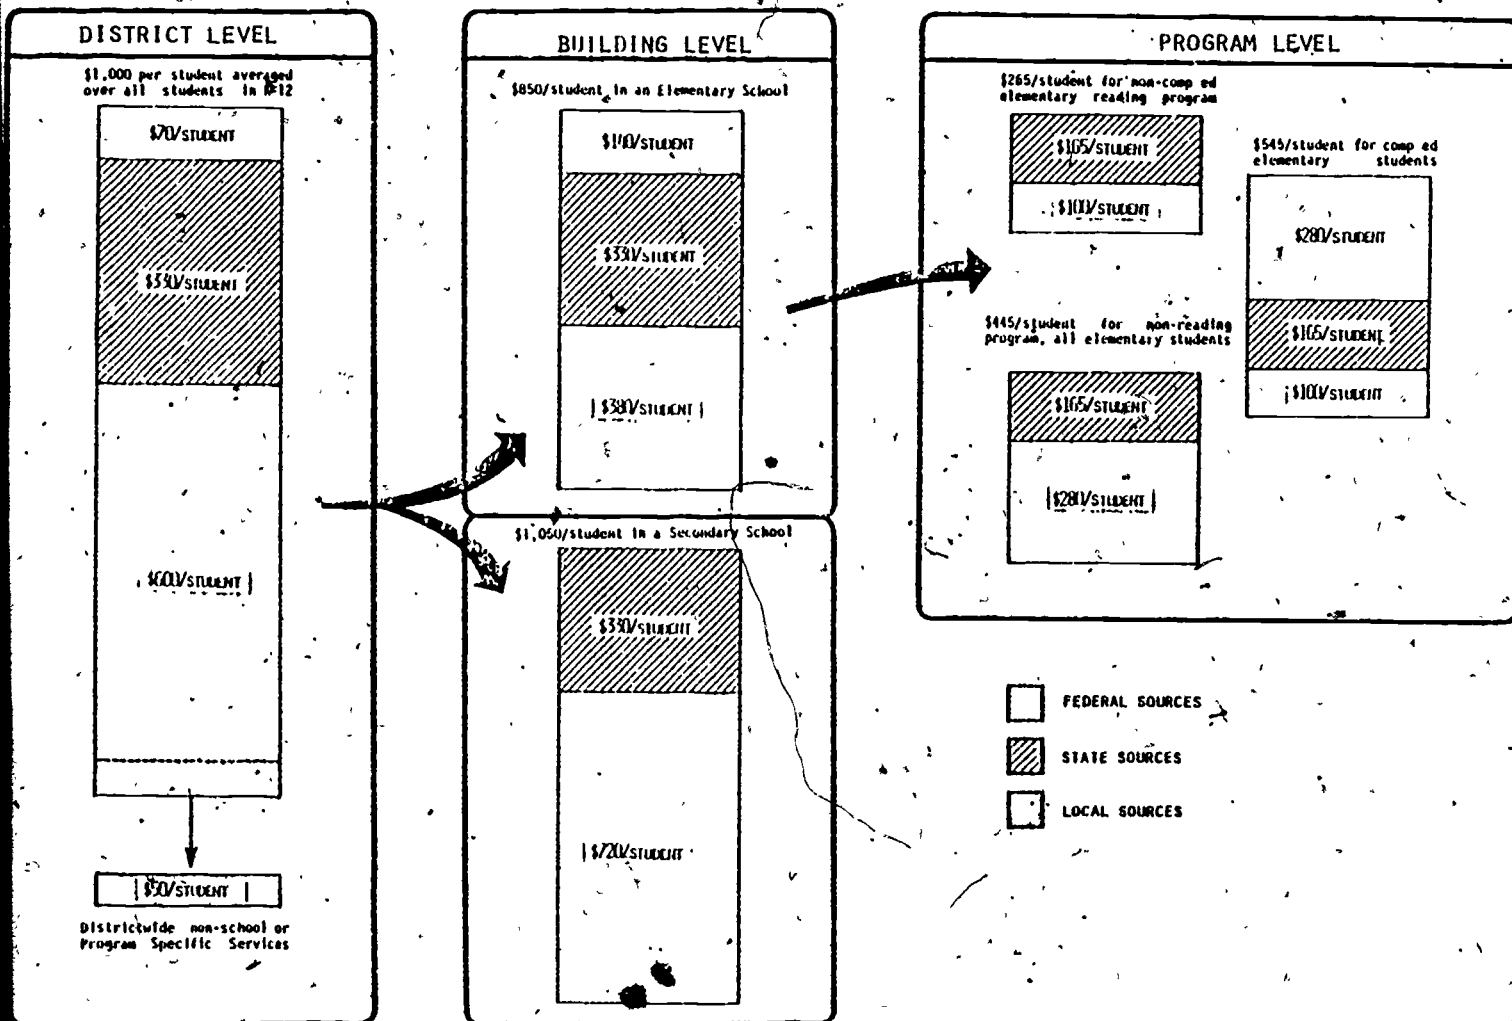 DISTRICT LEVEL
$1,000 per student averaged
over all students in K-12
$70/STUDENT
$330/STUDENT
$600/STUDENT
$50/STUDENT
Districtwide non-school or
Program Specific Services
BUILDING LEVEL
$850/student in an Elementary School
$140/STUDENT
$330/STUDENT
$380/STUDENT
$1,050/student in a Secondary School
$330/STUDENT
$720/STUDENT
PROGRAM LEVEL
$265/student for non-comp ed
elementary reading program
$165/STUDENT
$100/STUDENT
$545/student for comp ed
elementary students
$280/STUDENT
$165/STUDENT
$100/STUDENT
$445/student for non-reading
program, all elementary students
$165/STUDENT
$280/STUDENT
FEDERAL SOURCES
STATE SOURCES
LOCAL SOURCES